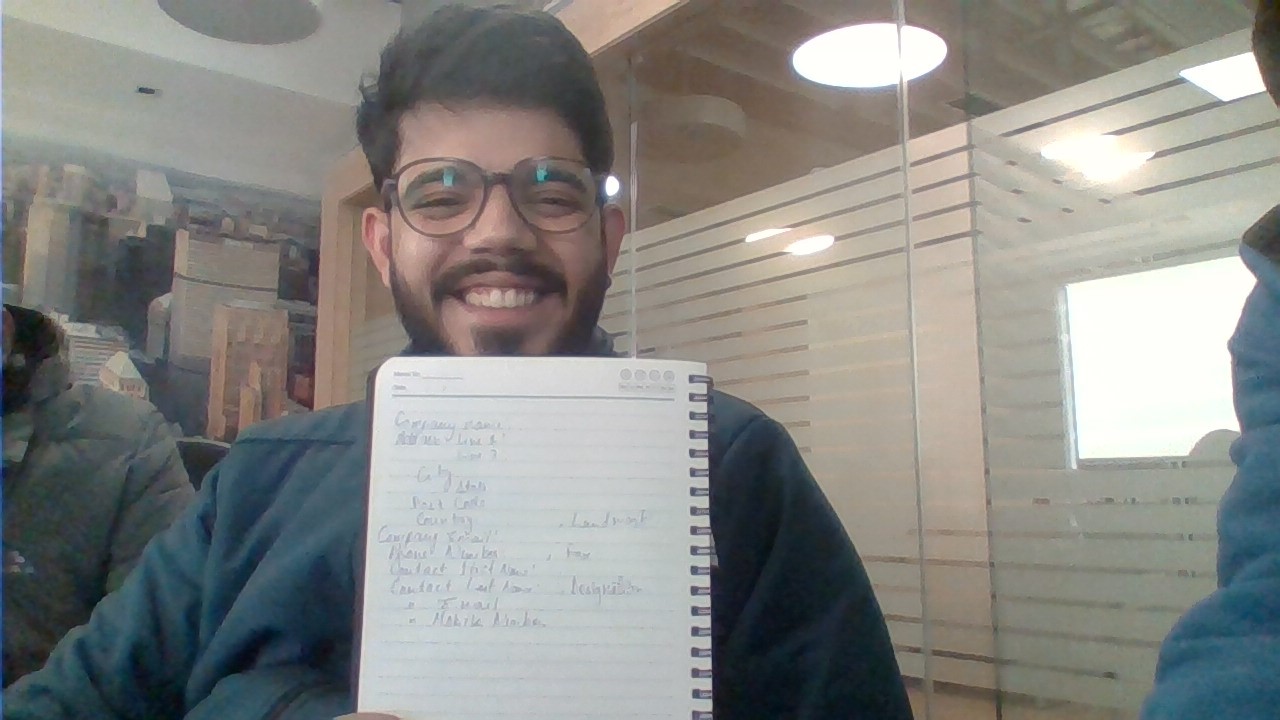 Company name
Address Line 1
Line 2
City
State
Post Code
Country , Landmark
Company Email
Phone Number , Fax
Contact First Name
Contact Last Name , Designation
" Email
" Mobile Number